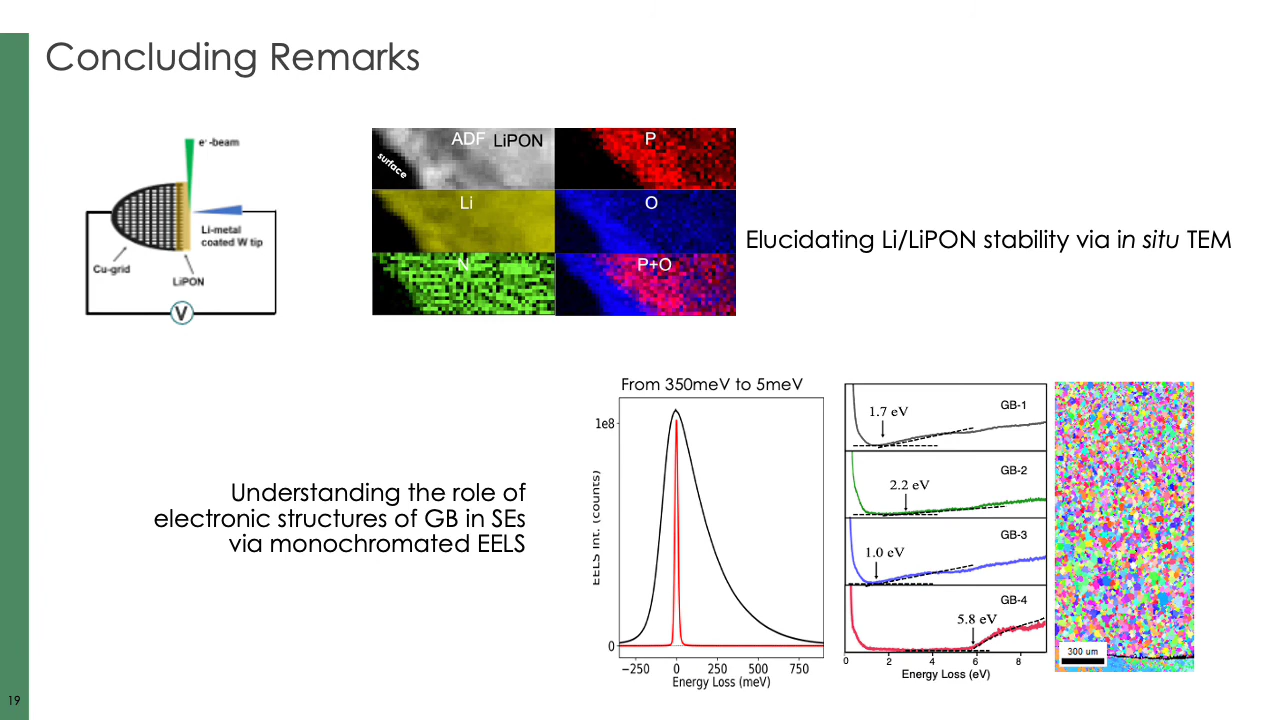 Concluding Remarks
e⁻-beam
Li-metal
coated W tip
Cu-grid
LiPON
V
ADF LiPON
surface
P
Li
O
N
P+O
Elucidating Li/LiPON stability via in situ TEM
Understanding the role of
electronic structures of GB in SEs
via monochromated EELS
From 350meV to 5meV
1e8
0
EELS Int. (counts)
−250 0 250 500 750
Energy Loss (meV)
GB-1
1.7 eV
GB-2
2.2 eV
GB-3
1.0 eV
GB-4
5.8 eV
0 2 4 6 8
Energy Loss (eV)
300 um
19